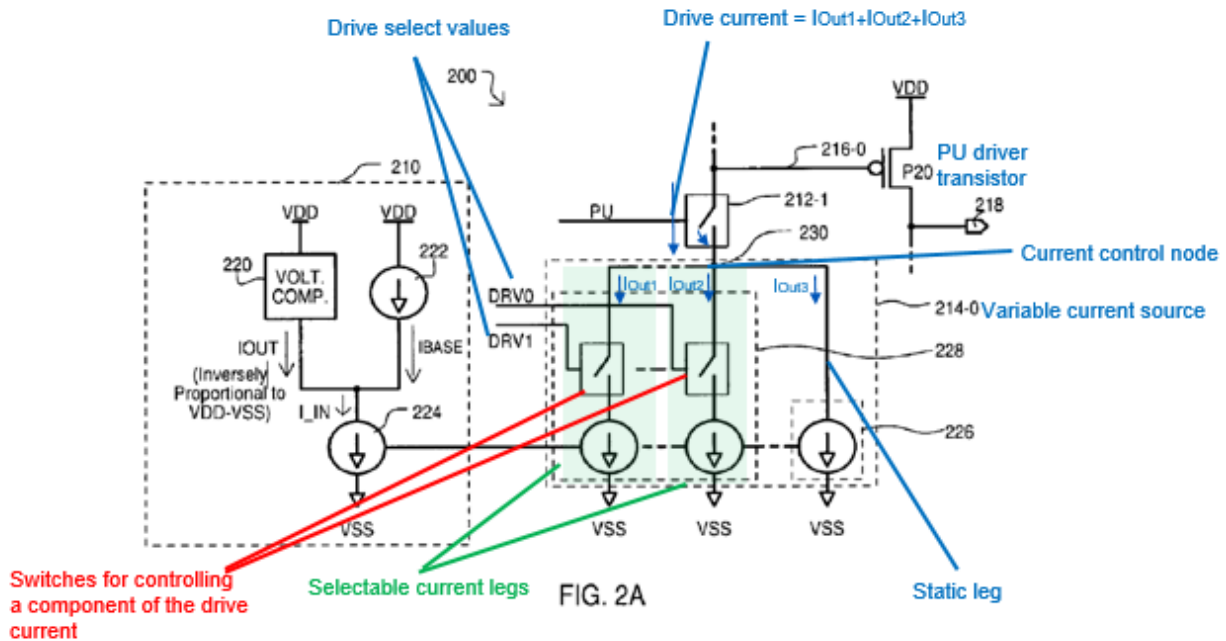 Drive select values
Drive current = IOut1+IOut2+IOut3
200
VDD
210
216-0
P20
PU driver
transistor
212-1
PU
218
VDD
VDD
230
Current control node
220
VOLT.
COMP.
222
IOut1
IOut2
IOut3
DRV0
DRV1
214-0
Variable current source
228
IOUT
IBASE
(Inversely
Proportional to
VDD-VSS)
I_IN
224
226
VSS
VSS
VSS
VSS
Switches for controlling
a component of the drive
current
Selectable current legs
FIG. 2A
Static leg